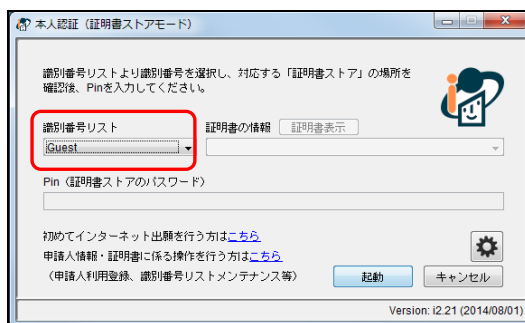 本人認証（証明書ストアモード）
識別番号リストより識別番号を選択し、対応する「証明書ストア」の場所を
確認後、Pinを入力してください。
識別番号リスト
証明書の情報
証明書表示
Guest
Pin（証明書ストアのパスワード）
初めてインターネット出願を行う方はこちら
申請人情報・証明書に係る操作を行う方はこちら
（申請人利用登録、識別番号リストメンテナンス等）
起動
キャンセル
Version: i2.21 (2014/08/01)